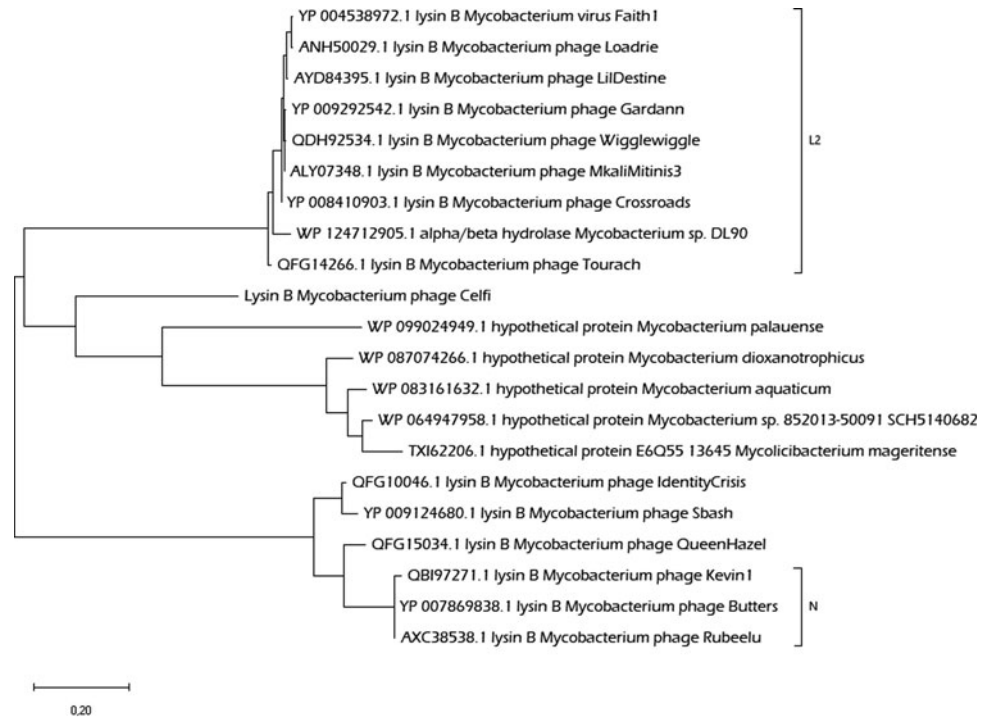 YP 004538972.1 lysin B Mycobacterium virus Faith1
ANH50029.1 lysin B Mycobacterium phage Loadrie
AYD84395.1 lysin B Mycobacterium phage LilDestine
YP 009292542.1 lysin B Mycobacterium phage Gardann
QDH92534.1 lysin B Mycobacterium phage Wigglewiggle
L2
ALY07348.1 lysin B Mycobacterium phage MkaliMitinis3
YP 008410903.1 lysin B Mycobacterium phage Crossroads
WP 124712905.1 alpha/beta hydrolase Mycobacterium sp. DL90
QFG14266.1 lysin B Mycobacterium phage Tourach
Lysin B Mycobacterium phage Celfi
WP 099024949.1 hypothetical protein Mycobacterium palauense
WP 087074266.1 hypothetical protein Mycobacterium dioxanotrophicus
WP 083161632.1 hypothetical protein Mycobacterium aquaticum
WP 064947958.1 hypothetical protein Mycobacterium sp. 852013-50091 SCH5140682
TXI62206.1 hypothetical protein E6Q55 13645 Mycolicibacterium mageritense
QFG10046.1 lysin B Mycobacterium phage IdentityCrisis
YP 009124680.1 lysin B Mycobacterium phage Sbash
QFG15034.1 lysin B Mycobacterium phage QueenHazel
QBI97271.1 lysin B Mycobacterium phage Kevin1
YP 007869838.1 lysin B Mycobacterium phage Butters
N
AXC38538.1 lysin B Mycobacterium phage Rubeelu
0,20